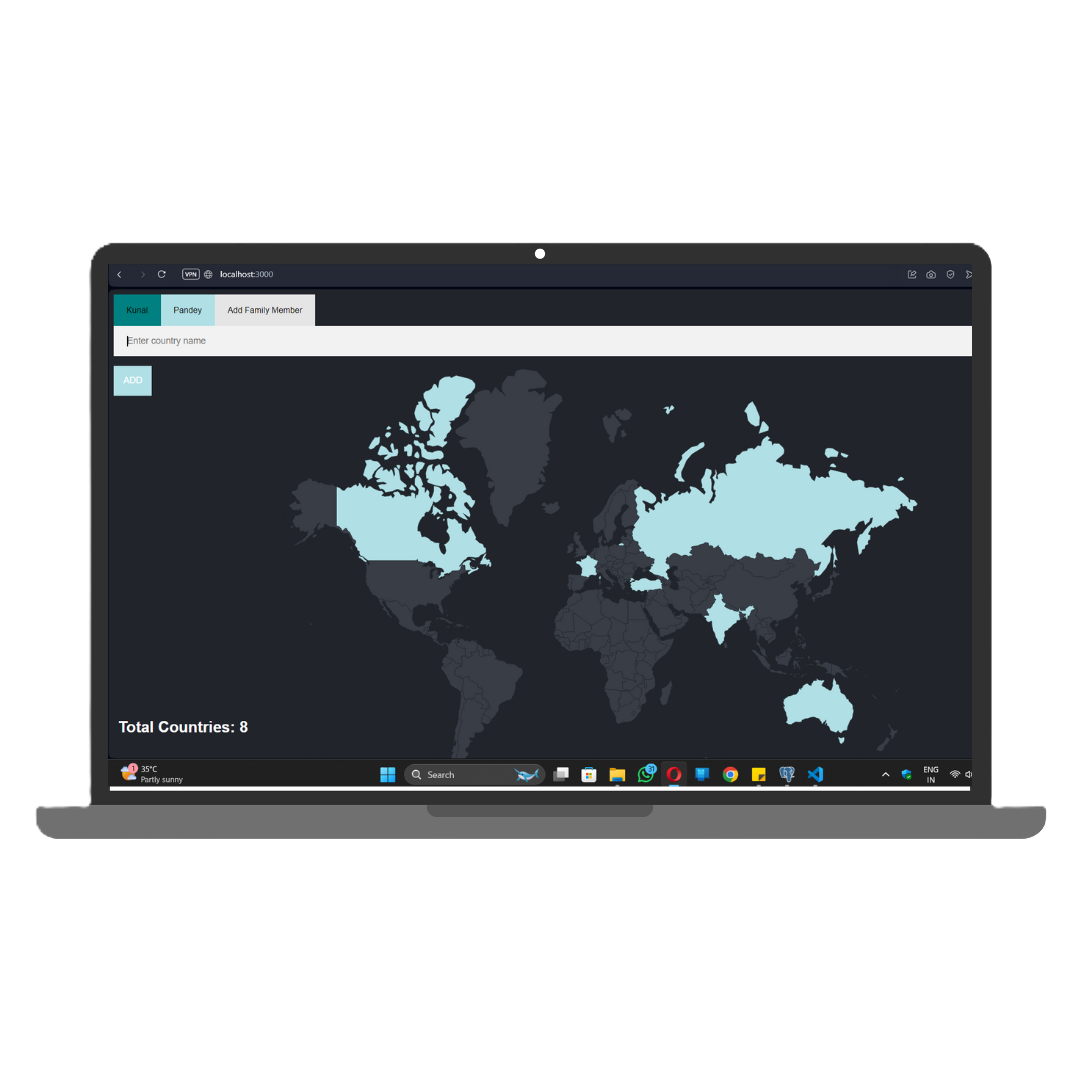 VPN localhost:3000
Kunal Pandey Add Family Member
Enter country name
ADD
Total Countries: 8
1 35°C
Partly sunny
Search
31
ENG
IN